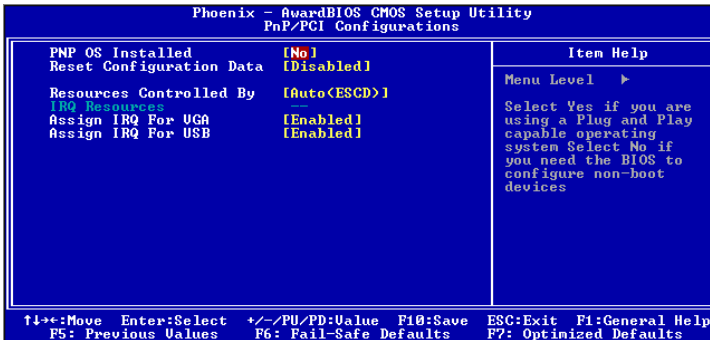 Phoenix - AwardBIOS CMOS Setup Utility
PnP/PCI Configurations
PNP OS Installed [No]
Reset Configuration Data [Disabled]
Resources Controlled By [Auto(ESCD)]
IRQ Resources --
Assign IRQ For VGA [Enabled]
Assign IRQ For USB [Enabled]
Item Help
Menu Level ►
Select Yes if you are
using a Plug and Play
capable operating
system Select No if
you need the BIOS to
configure non-boot
devices
↑↓→←:Move Enter:Select +/-/PU/PD:Value F10:Save ESC:Exit F1:General Help
F5: Previous Values F6: Fail-Safe Defaults F7: Optimized Defaults